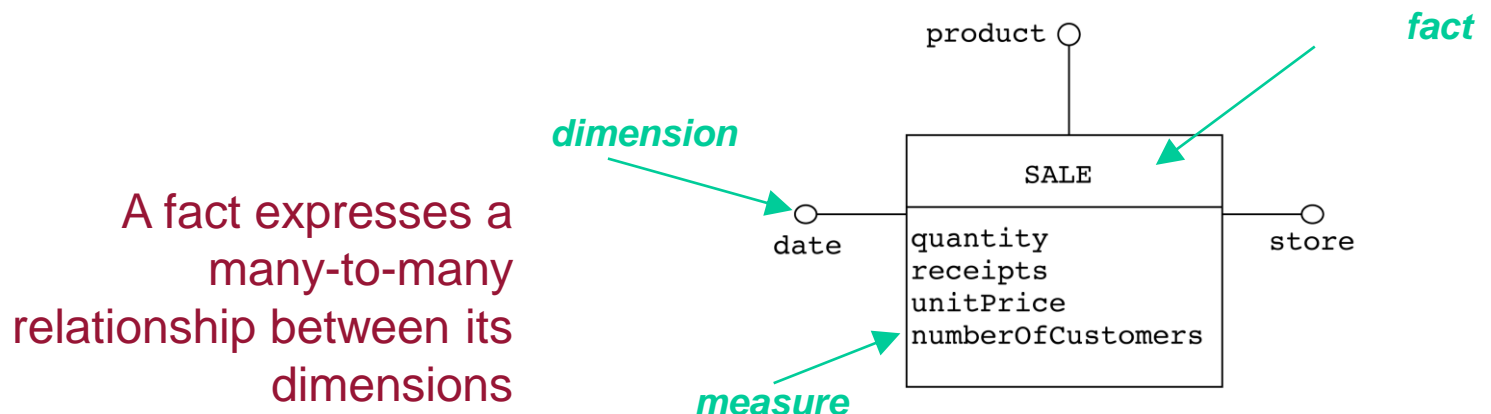 product
fact
dimension
SALE
A fact expresses a
many-to-many
relationship between its
dimensions
date
store
quantity
receipts
unitPrice
numberOfCustomers
measure